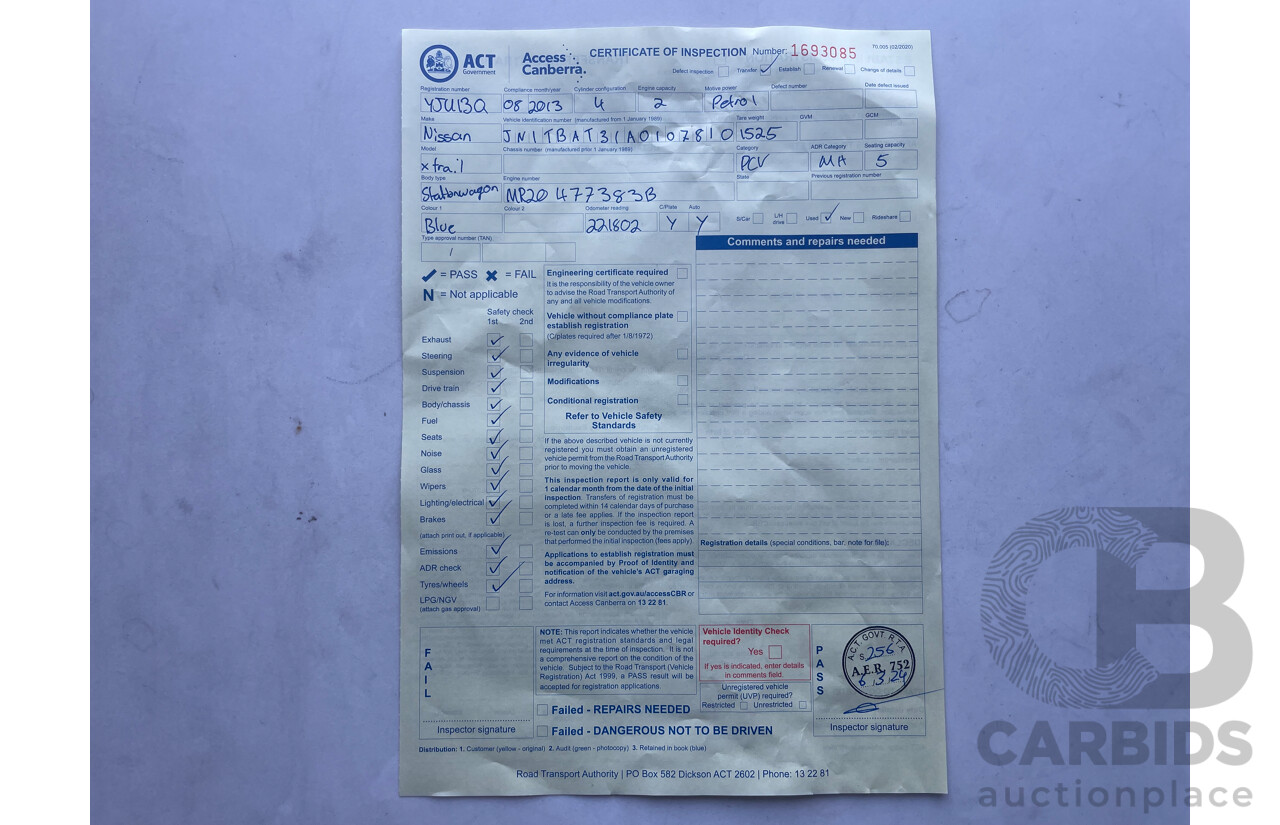 ACT Government
Access Canberra.
CERTIFICATE OF INSPECTION Number: 1693085
70.005 (02/2020)
Defect inspection Transfer ✓ Establish Renewal Change of details
Registration number Compliance month/year Cylinder configuration Engine capacity Motive power Defect number Date defect issued
YJU13Q 08 2013 4 2 Petrol
Make Vehicle identification number (manufactured from 1 January 1989) Tare weight GVM GCM
Nissan JN1TBAT31A0107810 1525
Model Chassis number (manufactured prior 1 January 1989) Category ADR Category Seating capacity
xtrail PCV MA 5
Body type Engine number State Previous registration number
Stationwagon MR20 477383B
Colour 1 Colour 2 Odometer reading C/Plate Auto
Blue 221802 Y Y
S/Car L/H drive Used ✓ New Rideshare
Type approval number (TAN)
/
Comments and repairs needed
✓ = PASS ✖ = FAIL
N = Not applicable
Safety check
1st 2nd
Exhaust ✓
Steering ✓
Suspension ✓
Drive train ✓
Body/chassis ✓
Fuel ✓
Seats ✓
Noise ✓
Glass ✓
Wipers ✓
Lighting/electrical ✓
Brakes ✓
(attach print out, if applicable)
Emissions ✓
ADR check ✓
Tyres/wheels ✓
LPG/NGV
(attach gas approval)
Engineering certificate required
It is the responsibility of the vehicle owner
to advise the Road Transport Authority of
any and all vehicle modifications.
Vehicle without compliance plate
establish registration
(C/plates required after 1/8/1972)
Any evidence of vehicle
irregularity
Modifications
Conditional registration
Refer to Vehicle Safety
Standards
If the above described vehicle is not currently
registered you must obtain an unregistered
vehicle permit from the Road Transport Authority
prior to moving the vehicle.
This inspection report is only valid for
1 calendar month from the date of the initial
inspection. Transfers of registration must be
completed within 14 calendar days of purchase
or a late fee applies. If the inspection report
is lost, a further inspection fee is required. A
re-test can only be conducted by the premises
that performed the initial inspection (fees apply).
Applications to establish registration must
be accompanied by Proof of Identity and
notification of the vehicle's ACT garaging
address.
For information visit act.gov.au/accessCBR or
contact Access Canberra on 13 22 81.
Registration details (special conditions, bar. note for file):
FAIL
Inspector signature
NOTE: This report indicates whether the vehicle
met ACT registration standards and legal
requirements at the time of inspection. It is not
a comprehensive report on the condition of the
vehicle. Subject to the Road Transport (Vehicle
Registration) Act 1999, a PASS result will be
accepted for registration applications.
Failed - REPAIRS NEEDED
Failed - DANGEROUS NOT TO BE DRIVEN
Vehicle Identity Check
required?
Yes
If yes is indicated, enter details
in comments field.
Unregistered vehicle
permit (UVP) required?
Restricted Unrestricted
PASS
A.C.T. GOVT. R.T.A.
S 256
A.E.R. 752
6.3.24
Inspector signature
Distribution: 1. Customer (yellow - original) 2. Audit (green - photocopy) 3. Retained in book (blue)
Road Transport Authority | PO Box 582 Dickson ACT 2602 | Phone: 13 22 81
CB
CARBIDS
auctionplace